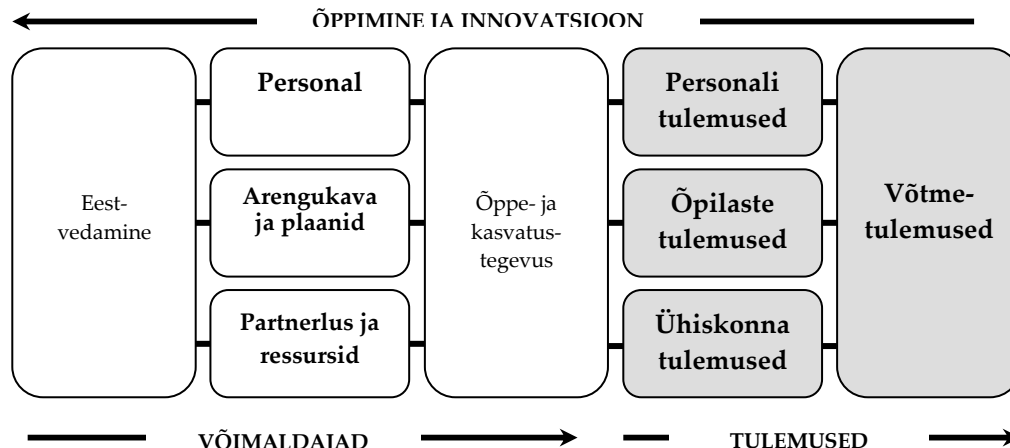 ÕPPIMINE JA INNOVATSIOON
Eest-
vedamine
Personal
Arengukava
ja plaanid
Partnerlus ja
ressursid
Õppe- ja
kasvatus-
tegevus
Personali
tulemused
Õpilaste
tulemused
Ühiskonna
tulemused
Võtme-
tulemused
VÕIMALDAJAD
TULEMUSED